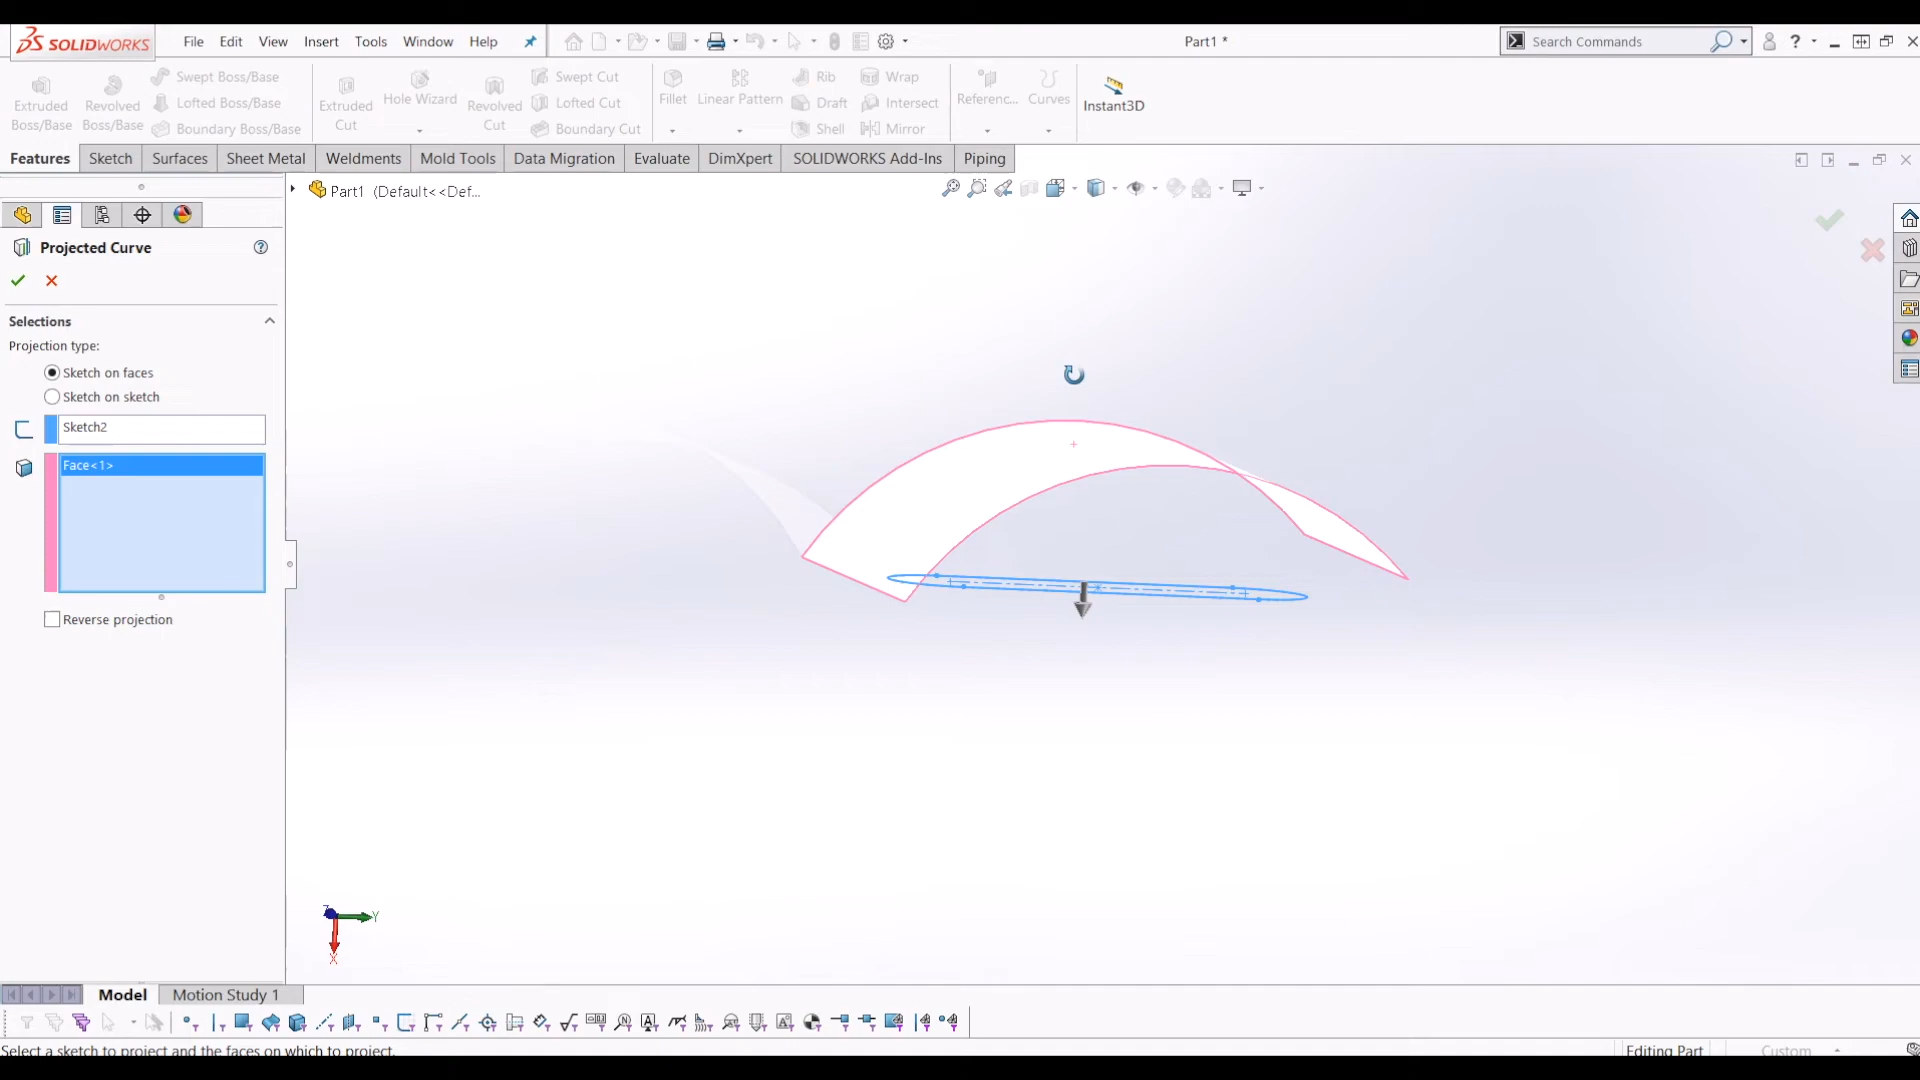 SOLIDWORKS File Edit View Insert Tools Window Help Part1 * Search Commands
Extruded Boss/Base Revolved Boss/Base Swept Boss/Base Lofted Boss/Base Boundary Boss/Base Extruded Cut Hole Wizard Revolved Cut Swept Cut Lofted Cut Boundary Cut Fillet Linear Pattern Rib Draft Shell Wrap Intersect Mirror Referenc... Curves Instant3D
Features Sketch Surfaces Sheet Metal Weldments Mold Tools Data Migration Evaluate DimXpert SOLIDWORKS Add-Ins Piping
Part1 (Default<<Def...
Projected Curve
Selections
Projection type:
Sketch on faces
Sketch on sketch
Sketch2
Face<1>
Reverse projection
Z Y
X
Model Motion Study 1
Select a sketch to project and the faces on which to project. Editing Part Custom